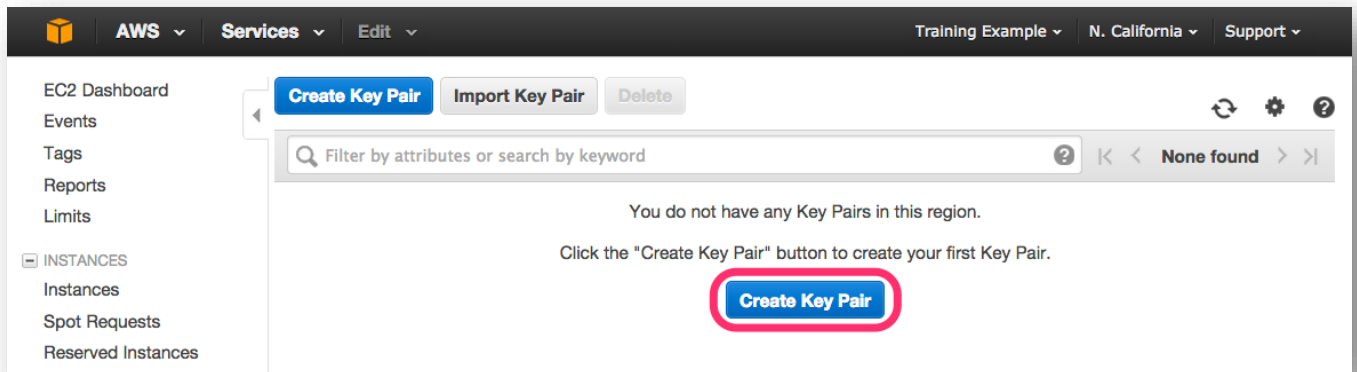 AWS Services Edit Training Example N. California Support
EC2 Dashboard
Events
Tags
Reports
Limits
INSTANCES
Instances
Spot Requests
Reserved Instances
Create Key Pair Import Key Pair Delete
Filter by attributes or search by keyword None found
You do not have any Key Pairs in this region.
Click the "Create Key Pair" button to create your first Key Pair.
Create Key Pair